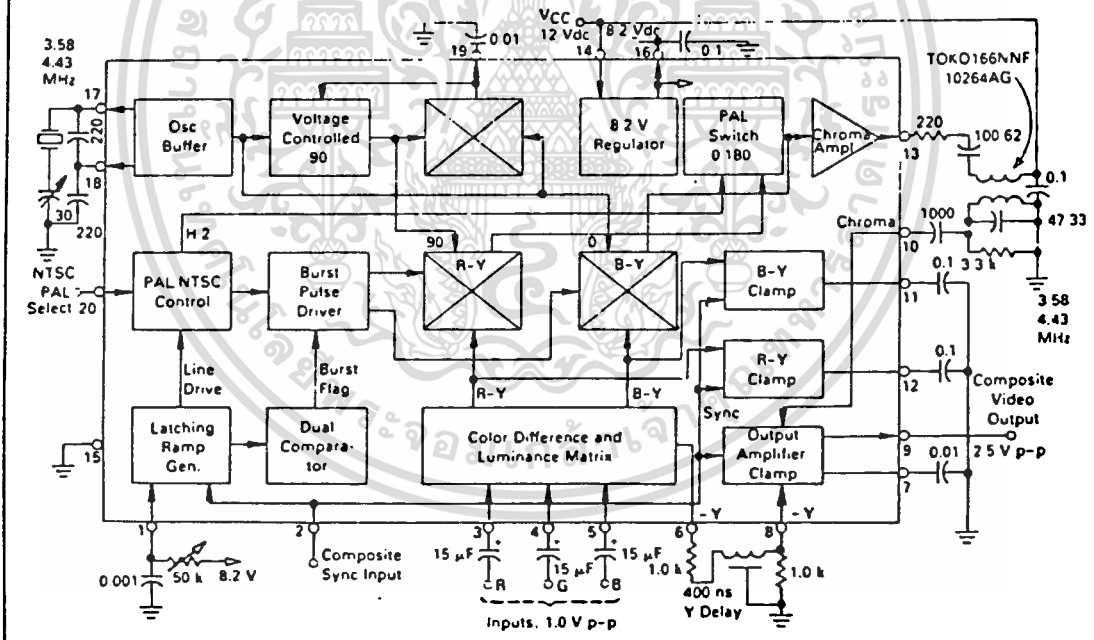 VCC
12 Vdc
8 2 Vdc
0.01
0 1
19
14
16
3.58
4.43
MHz
TOKO166NNF
10264AG
17
220
18
30
220
Osc
Buffer
Voltage
Controlled
90
8 2 V
Regulator
PAL
Switch
0 180
Chroma
Ampl
220
13
100 62
0.1
47 33
H 2
90
0
Chroma
1000
10
3 3 k
NTSC
PAL
Select 20
PAL NTSC
Control
Burst
Pulse
Driver
R-Y
B-Y
B-Y
Clamp
0.1
11
3 58
4.43
MHz
Line
Drive
Burst
Flag
R-Y
B-Y
R-Y
Clamp
0.1
12
Sync
Composite
Video
Output
2 5 V p-p
15
Latching
Ramp
Gen.
Dual
Compara-
tor
Color Difference and
Luminance Matrix
Output
Amplifier
Clamp
9
0.01
7
1
2
3
4
5
6
-Y
8
-Y
0 001
50 k
8.2 V
Composite
Sync Input
15 µF
15 µF
15 µF
R
G
B
1.0 k
400 ns
Y Delay
1.0 k
Inputs, 1.0 V p-p